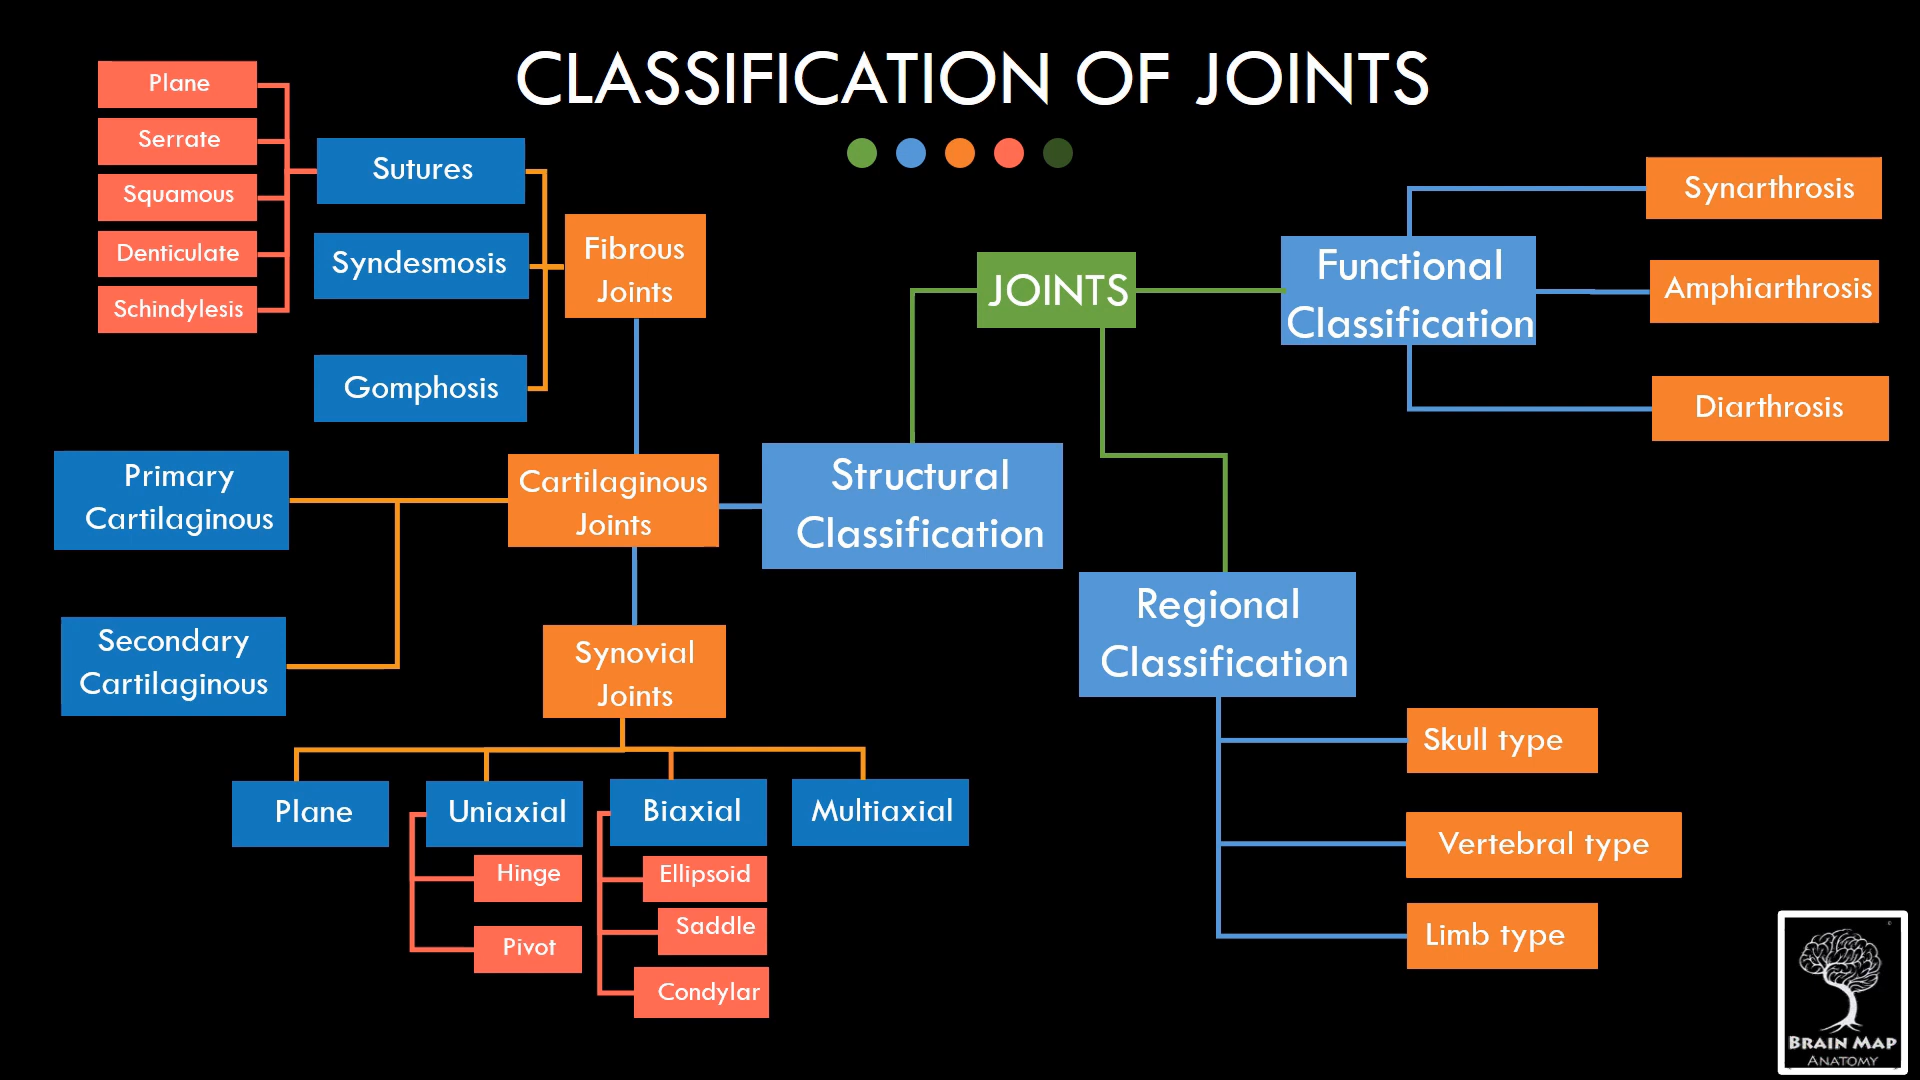 CLASSIFICATION OF JOINTS
Plane
Serrate
Squamous
Denticulate
Schindylesis
Sutures
Syndesmosis
Gomphosis
Fibrous
Joints
JOINTS
Functional
Classification
Synarthrosis
Amphiarthrosis
Diarthrosis
Primary
Cartilaginous
Secondary
Cartilaginous
Cartilaginous
Joints
Structural
Classification
Regional
Classification
Synovial
Joints
Skull type
Vertebral type
Limb type
Plane
Uniaxial
Hinge
Pivot
Biaxial
Ellipsoid
Saddle
Condylar
Multiaxial
BRAIN MAP
ANATOMY